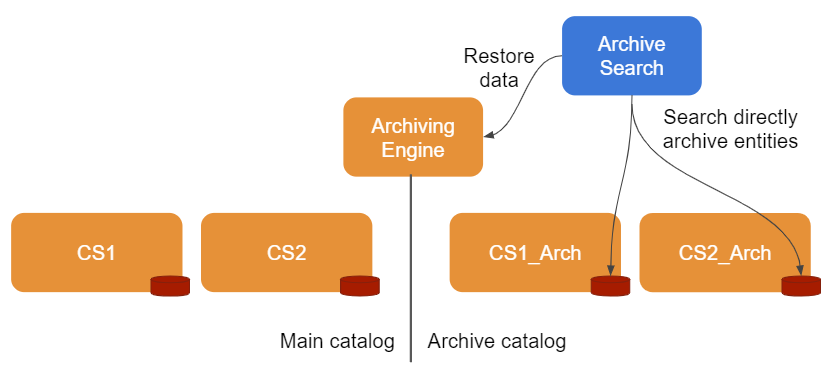 Archive
Search
Restore
data
Search directly
archive entities
Archiving
Engine
CS1
CS2
CS1_Arch
CS2_Arch
Main catalog
Archive catalog